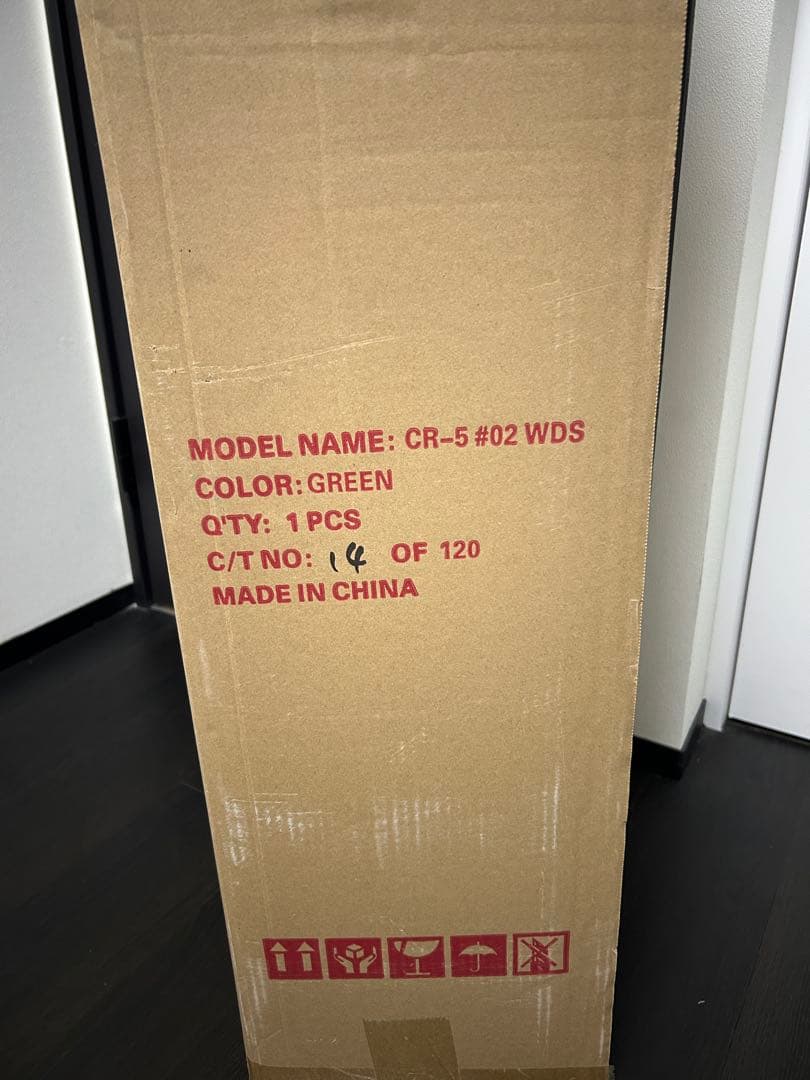 MODEL NAME: CR-5 #02 WDS
COLOR: GREEN
Q'TY: 1 PCS
C/T NO: 14 OF 120
MADE IN CHINA